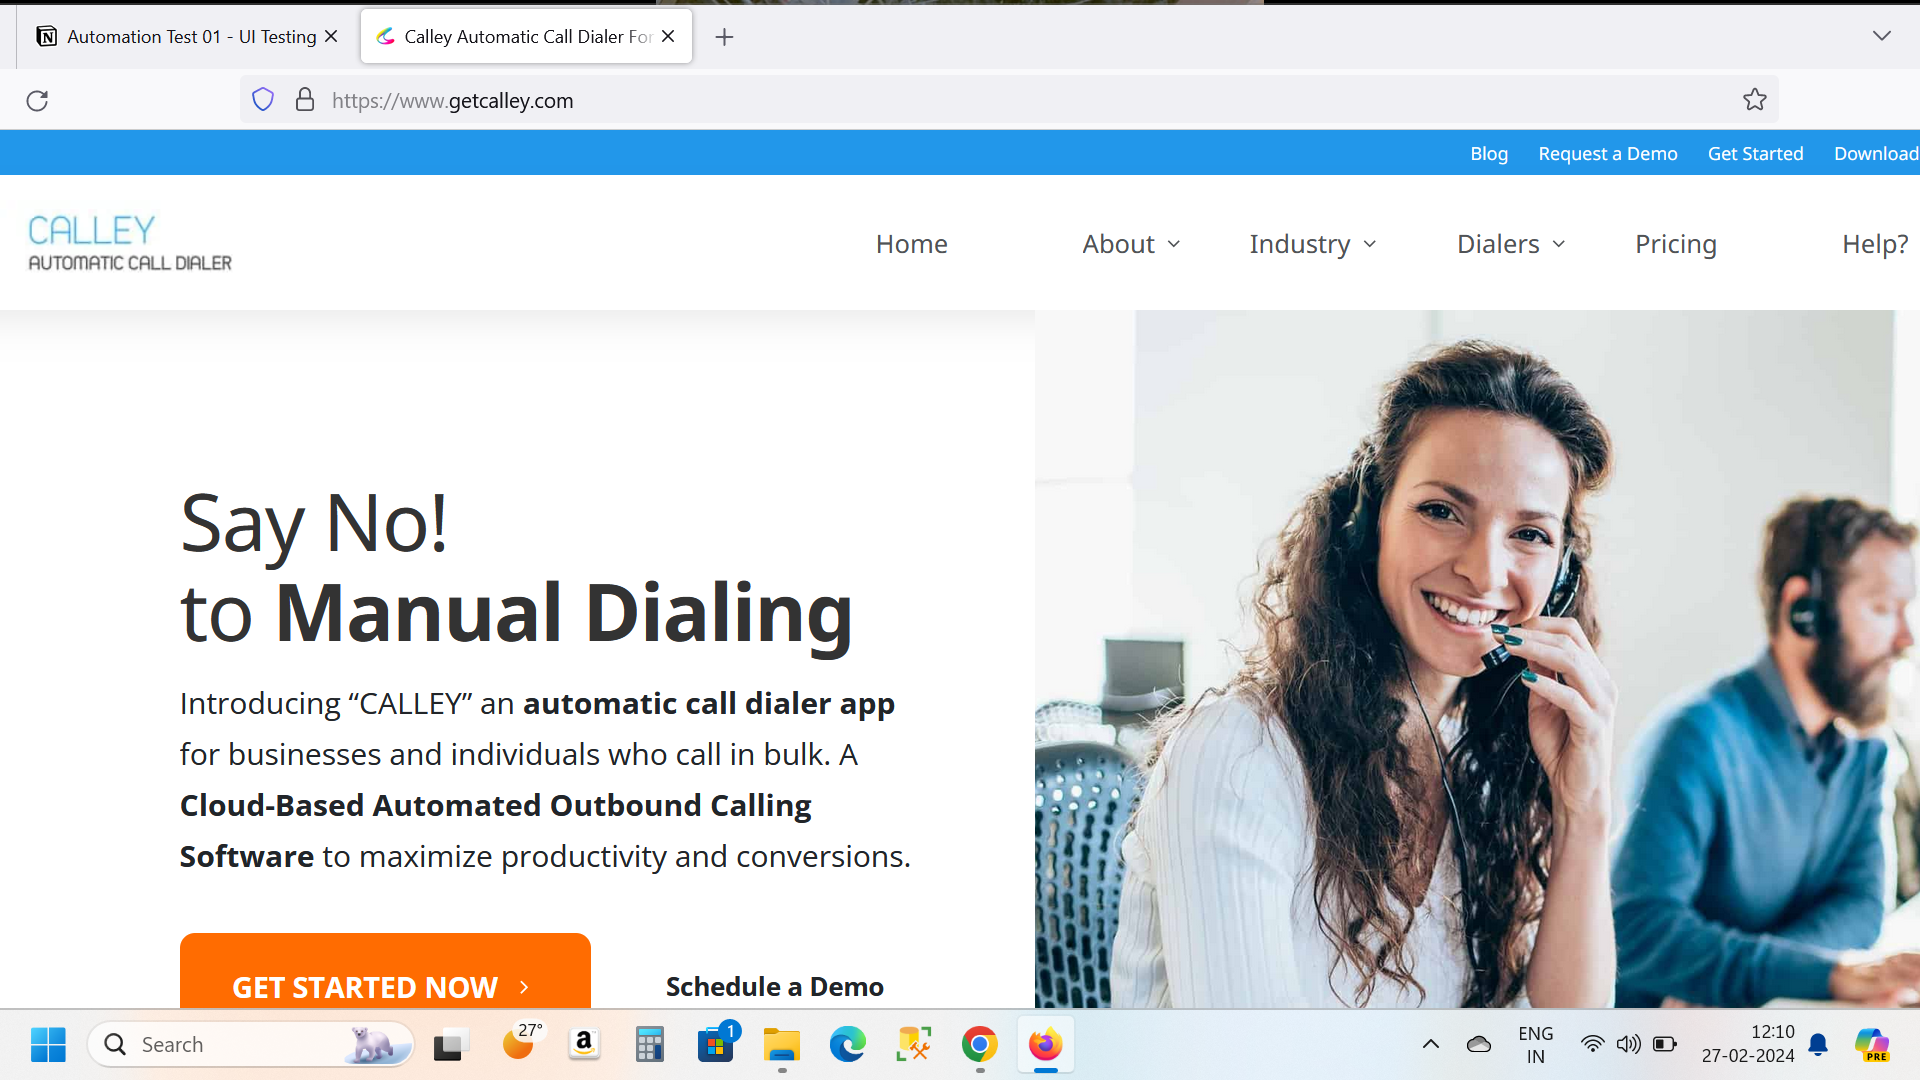 Automation Test 01 - UI Testing
Calley Automatic Call Dialer For
https://www.getcalley.com
Blog Request a Demo Get Started Download
CALLEY
AUTOMATIC CALL DIALER
Home About Industry Dialers Pricing Help?
Say No!
to Manual Dialing
Introducing “CALLEY” an automatic call dialer app
for businesses and individuals who call in bulk. A
Cloud-Based Automated Outbound Calling
Software to maximize productivity and conversions.
GET STARTED NOW
Schedule a Demo
Search
27°
a
1
ENG
IN
12:10
27-02-2024
PRE